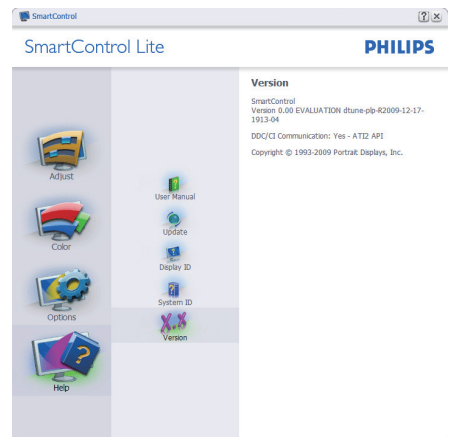 SmartControl
SmartControl Lite
PHILIPS
Adjust
Color
Options
Help
User Manual
Update
Display ID
System ID
Version
Version
SmartControl
Version 0.00 EVALUATION dtune-plp-R2009-12-17-
1913-04
DDC/CI Communication: Yes - ATI2 API
Copyright © 1993-2009 Portrait Displays, Inc.